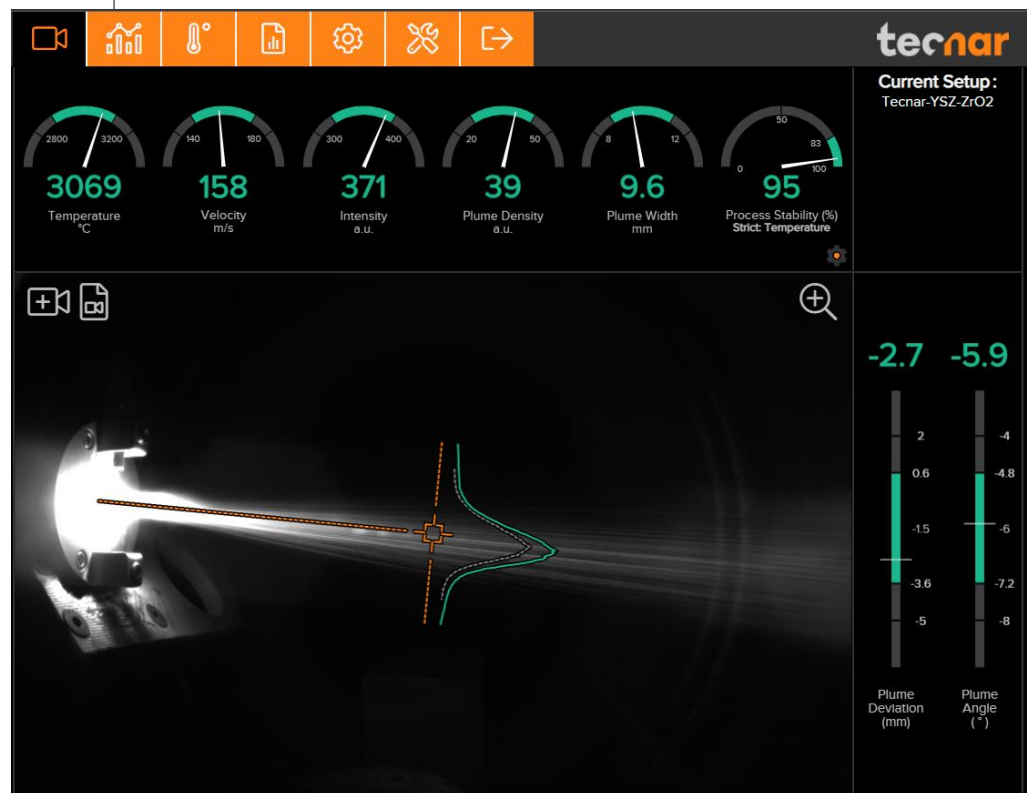 tecnar
Current Setup:
Tecnar-YSZ-ZrO2
2800 3200
3069
Temperature
°C
140 180
158
Velocity
m/s
300 400
371
Intensity
a.u.
20 50
39
Plume Density
a.u.
8 12
9.6
Plume Width
mm
50
83
0 100
95
Process Stability (%)
Strict: Temperature
-2.7 -5.9
2 -4
0.6 -4.8
-1.5 -6
-3.6 -7.2
-5 -8
Plume Deviation (mm)
Plume Angle (°)